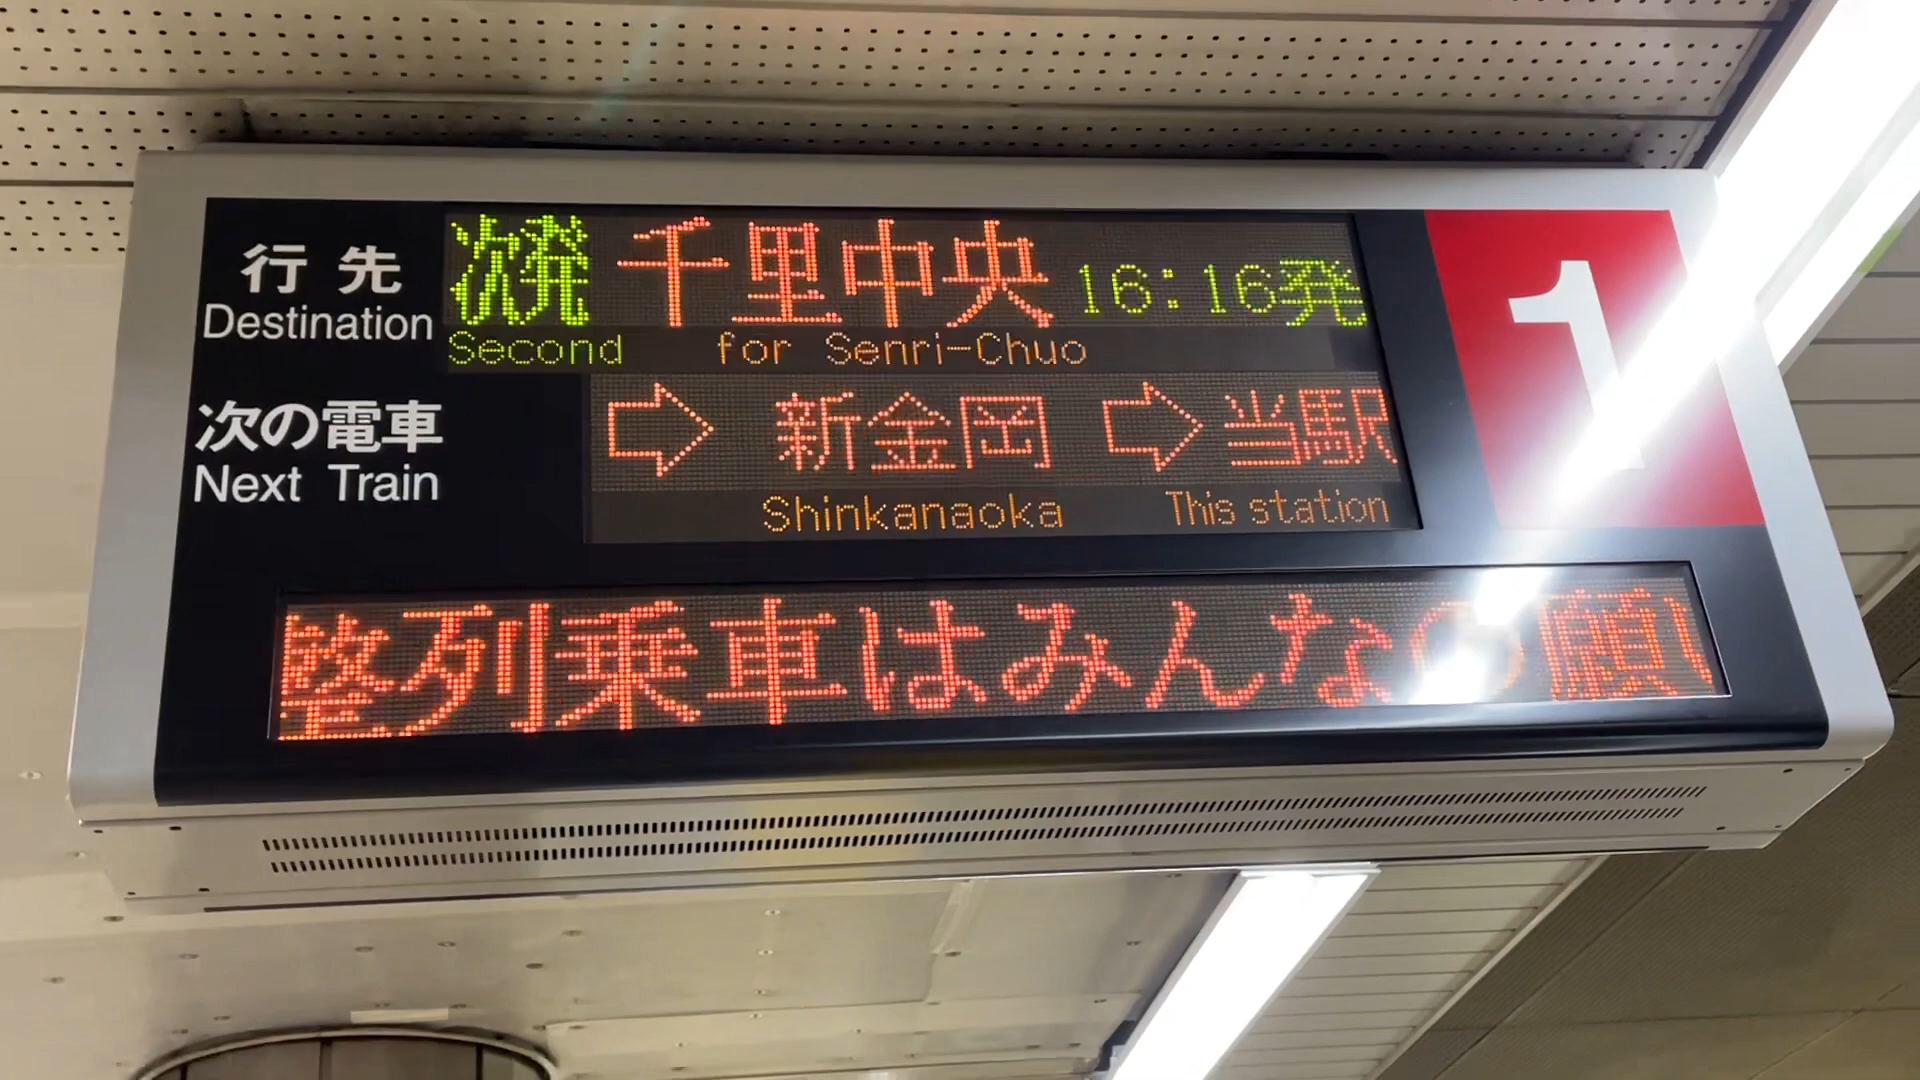 行先 次発 千里中央 16:16発
Destination Second for Senri-Chuo
1
次の電車 ⇨ 新金岡 ⇨ 当駅
Next Train Shinkanaoka This station
整列乗車はみんなの願い